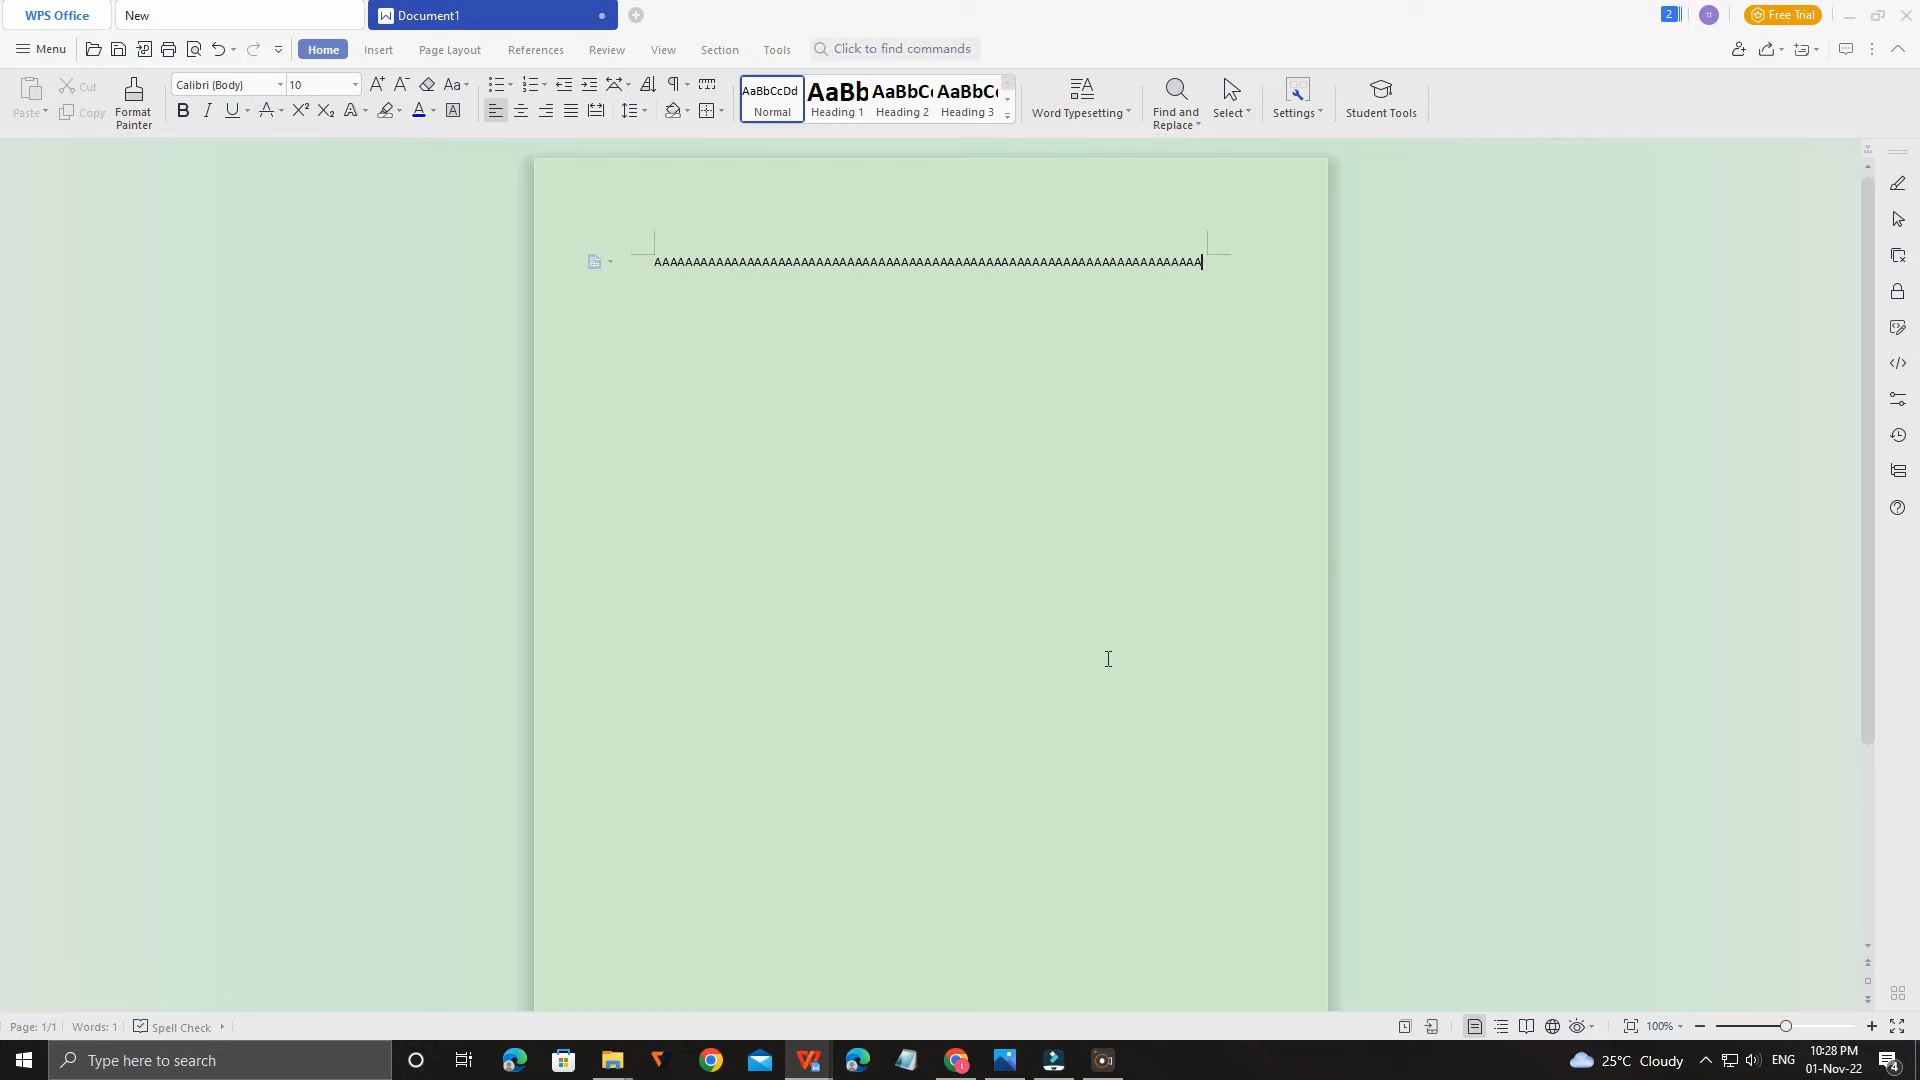 WPS Office
New
Document1
2
tt
Free Trial
Menu
Home
Insert
Page Layout
References
Review
View
Section
Tools
Click to find commands
Paste
Cut
Copy
Format Painter
Calibri (Body)
10
AaBbCcDd
Normal
AaBb
Heading 1
AaBbC
Heading 2
AaBbC
Heading 3
Word Typesetting
Find and Replace
Select
Settings
Student Tools
Page: 1/1
Words: 1
Spell Check
100%
Type here to search
25°C Cloudy
ENG
10:28 PM
01-Nov-22
4